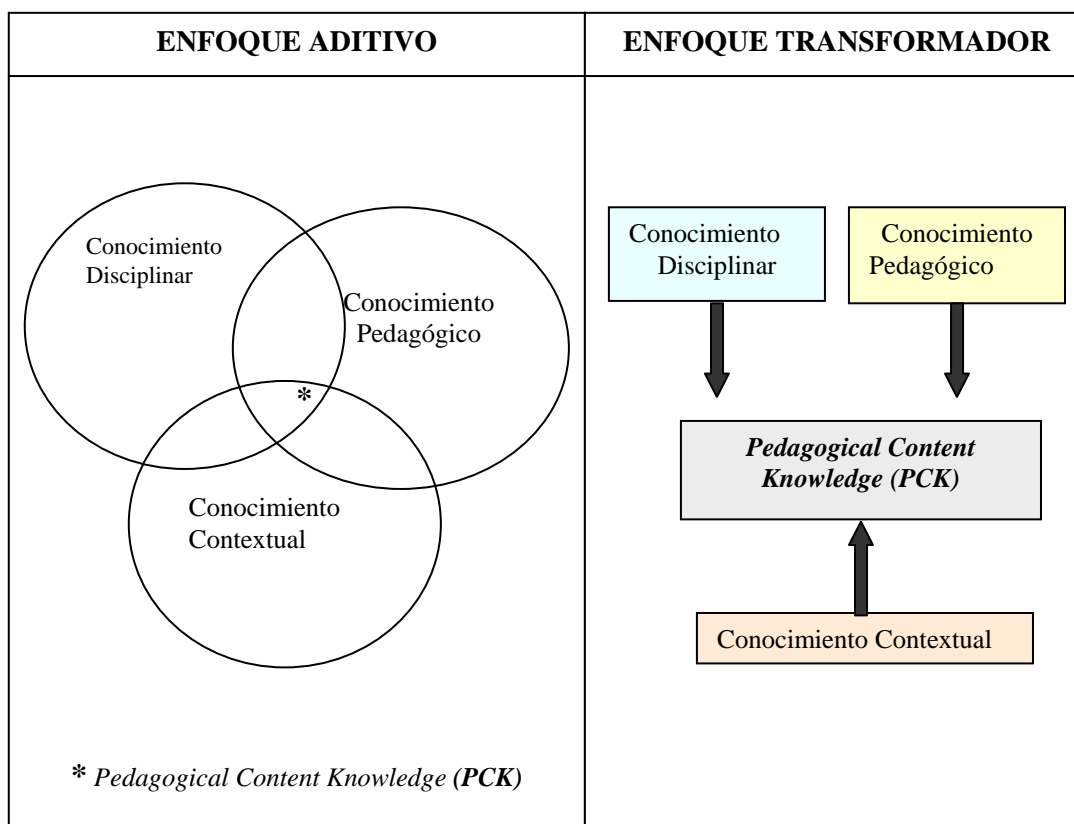 ENFOQUE ADITIVO
ENFOQUE TRANSFORMADOR
Conocimiento
Disciplinar
Conocimiento
Pedagógico
*
Conocimiento
Contextual
* Pedagogical Content Knowledge (PCK)
Conocimiento
Disciplinar
Conocimiento
Pedagógico
Pedagogical Content
Knowledge (PCK)
Conocimiento Contextual